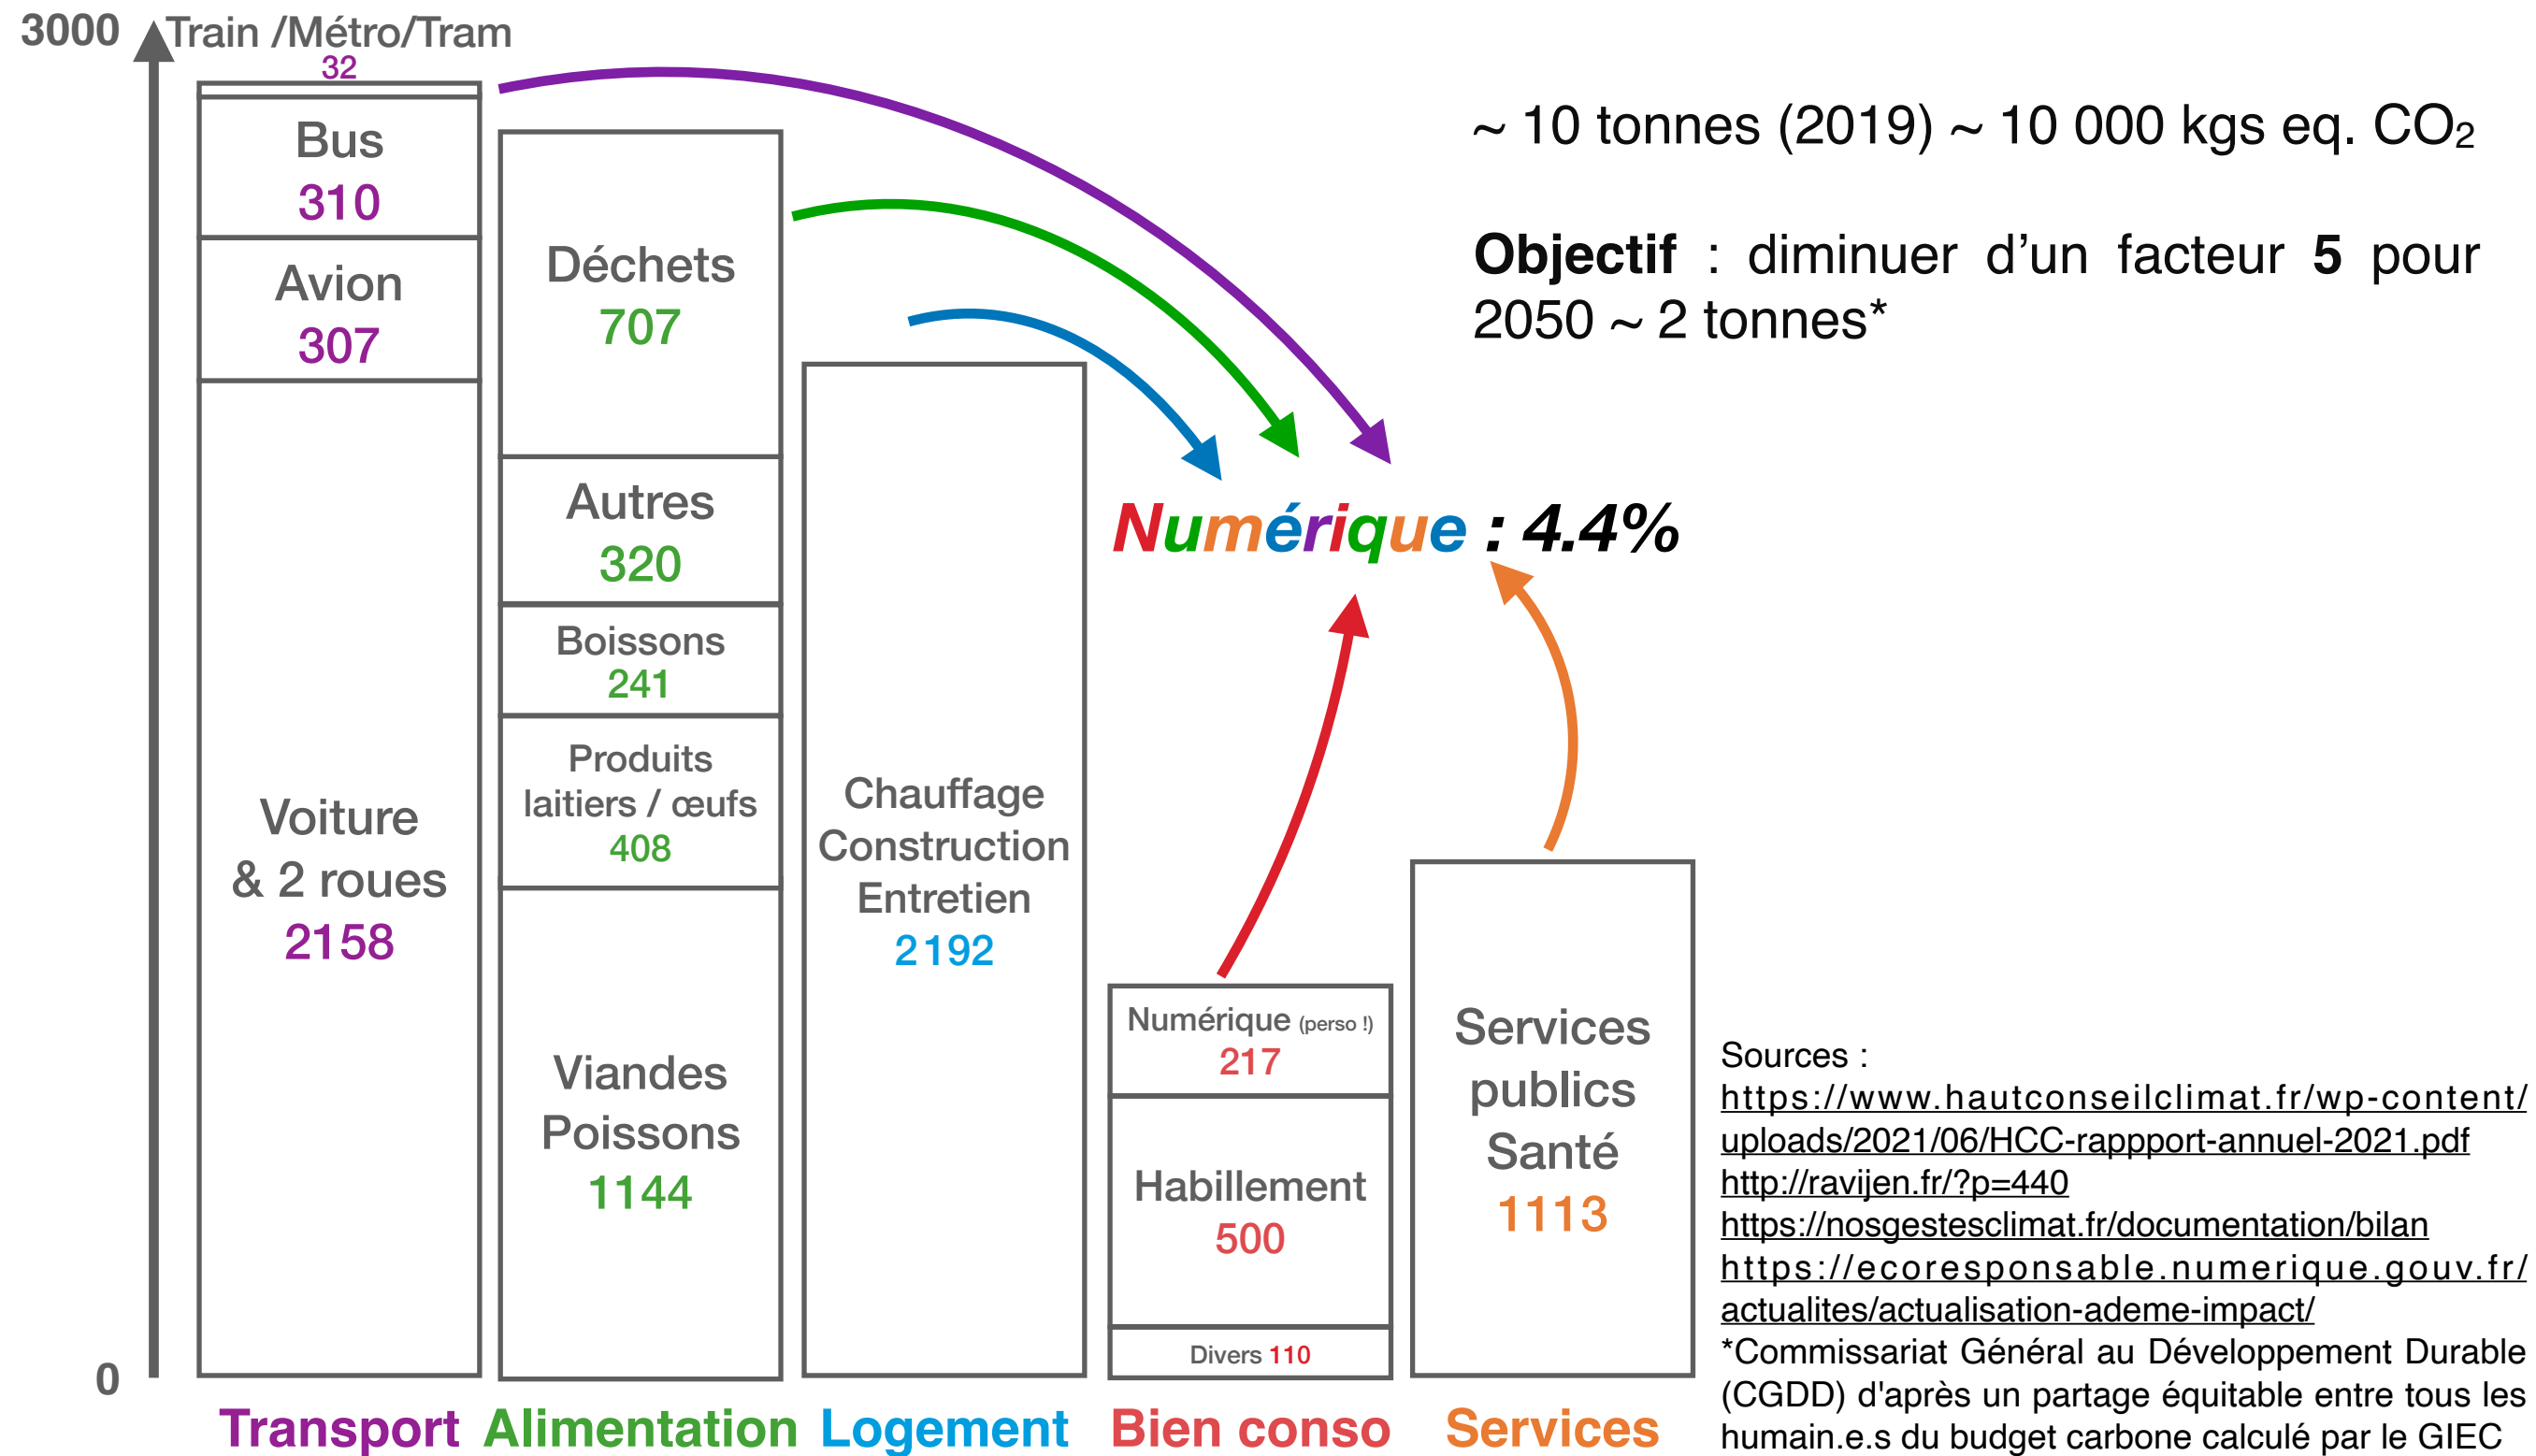 3000
Train /Métro/Tram
32
Bus
310
Avion
307
Voiture
& 2 roues
2158
Déchets
707
Autres
320
Boissons
241
Produits
laitiers / œufs
408
Viandes
Poissons
1144
Chauffage
Construction
Entretien
2192
Numérique (perso !)
217
Habillement
500
Divers 110
Services
publics
Santé
1113
0
Transport
Alimentation
Logement
Bien conso
Services
~ 10 tonnes (2019) ~ 10 000 kgs eq. CO₂
Objectif : diminuer d’un facteur 5 pour
2050 ~ 2 tonnes*
Numérique : 4.4%
Sources :
https://www.hautconseilclimat.fr/wp-content/
uploads/2021/06/HCC-rappport-annuel-2021.pdf
http://ravijen.fr/?p=440
https://nosgestesclimat.fr/documentation/bilan
https://ecoresponsable.numerique.gouv.fr/
actualites/actualisation-ademe-impact/
*Commissariat Général au Développement Durable
(CGDD) d'après un partage équitable entre tous les
humain.e.s du budget carbone calculé par le GIEC